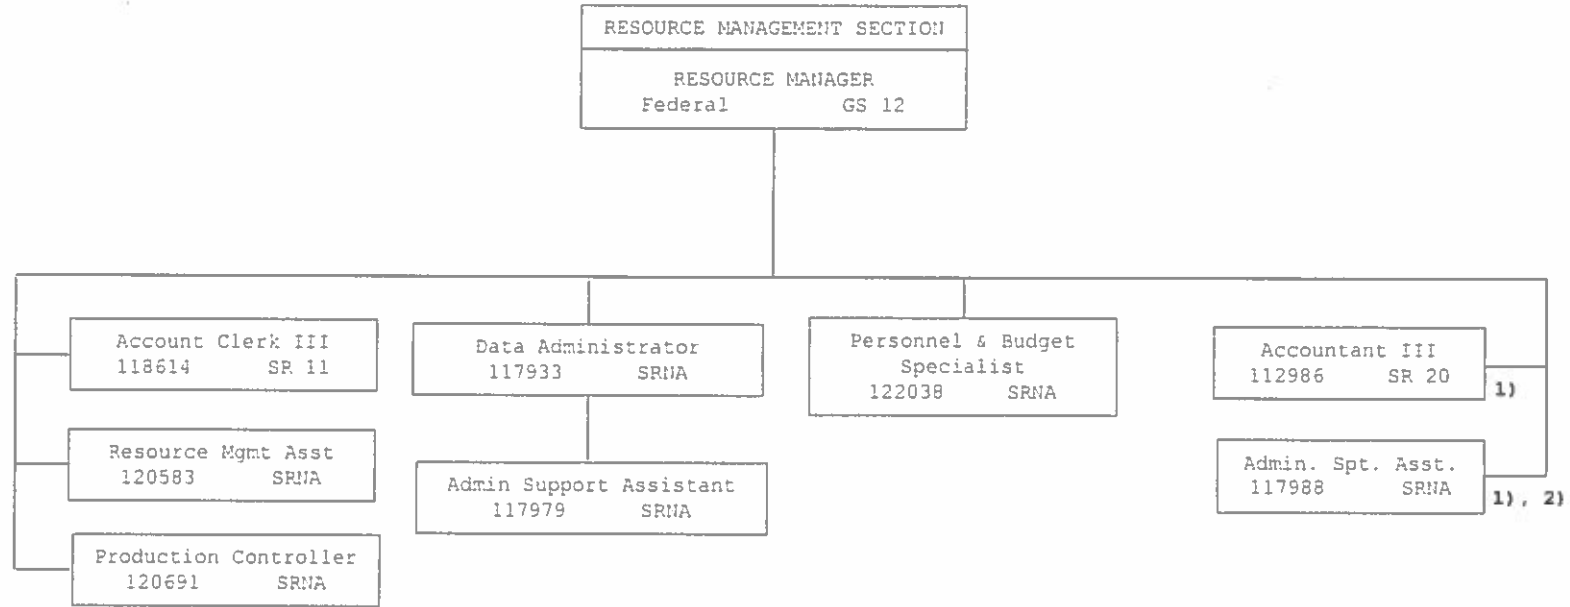 RESOURCE MANAGEMENT SECTION
RESOURCE MANAGER
Federal GS 12
Account Clerk III
118614 SR 11
Resource Mgmt Asst
120583 SRNA
Production Controller
120691 SRNA
Data Administrator
117933 SRNA
Admin Support Assistant
117979 SRNA
Personnel & Budget
Specialist
122038 SRNA
Accountant III
112986 SR 20
1)
Admin. Spt. Asst.
117988 SRNA
1), 2)